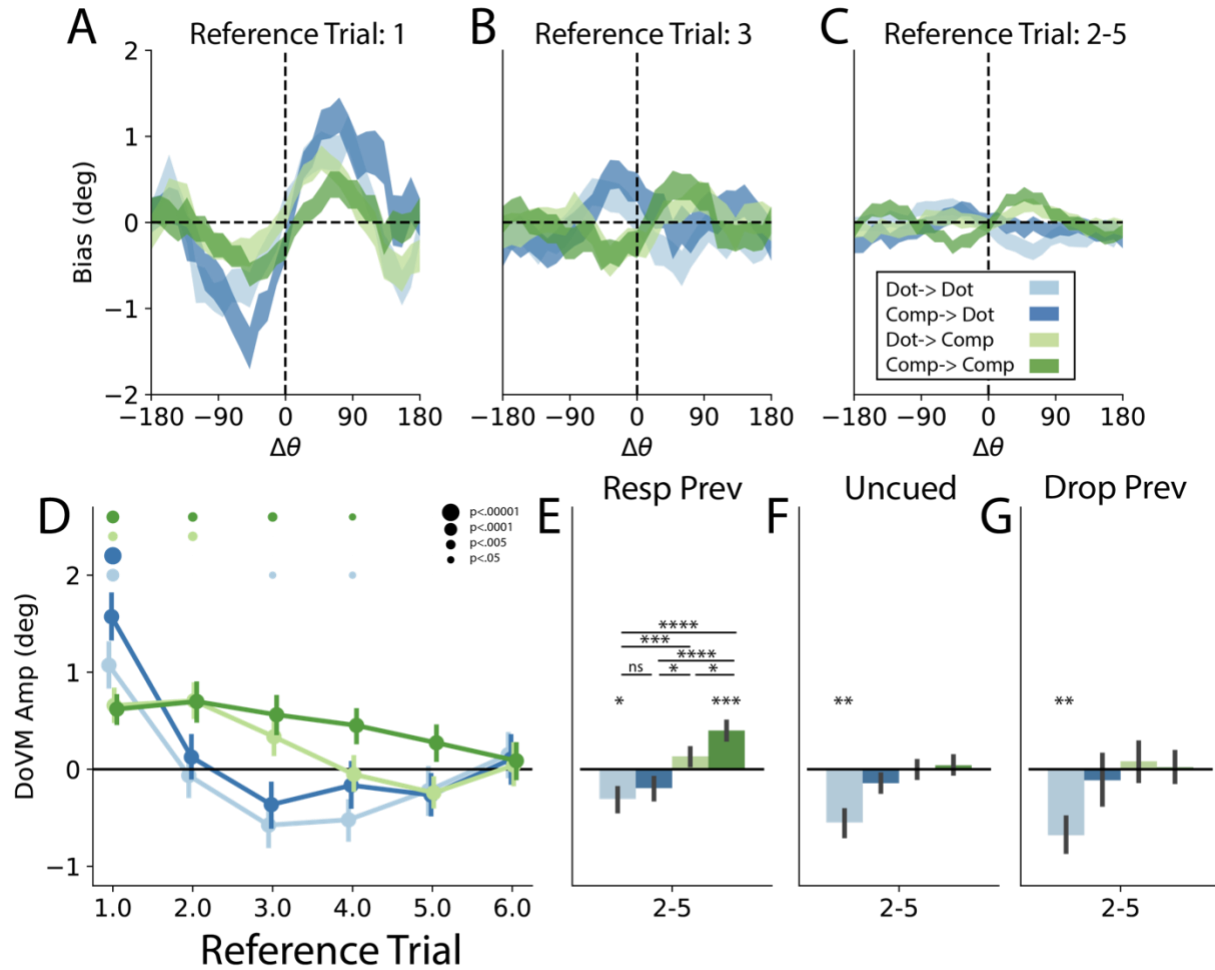 A
Reference Trial: 1
B
Reference Trial: 3
C
Reference Trial: 2-5
2
1
0
−1
−2
Bias (deg)
−180 −90 0 90 180
−180 −90 0 90 180
−180 −90 0 90 180
Δθ
Δθ
Δθ
Dot-> Dot
Comp-> Dot
Dot-> Comp
Comp-> Comp
D
p<.00001
p<.0001
p<.005
p<.05
2
1
0
−1
DoVM Amp (deg)
1.0 2.0 3.0 4.0 5.0 6.0
Reference Trial
E
Resp Prev
****
***
****
ns * *
* ***
2-5
F
Uncued
**
2-5
G
Drop Prev
**
2-5